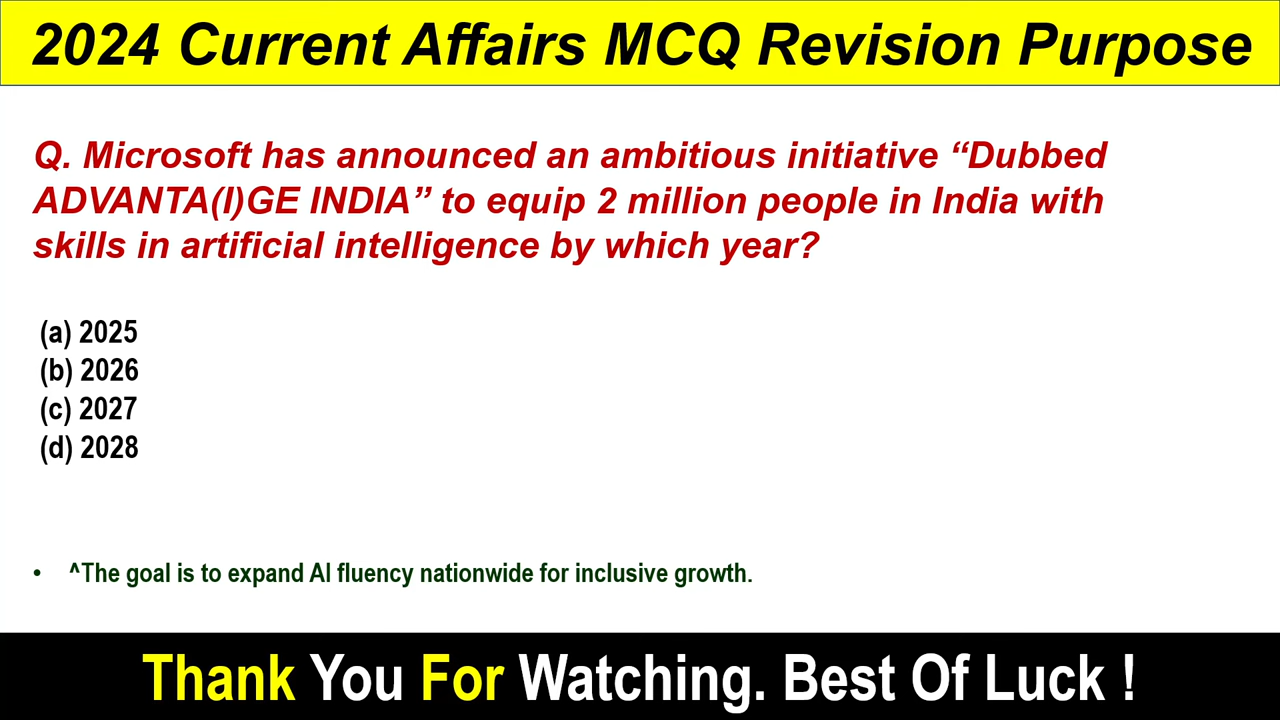 2024 Current Affairs MCQ Revision Purpose
Q. Microsoft has announced an ambitious initiative “Dubbed
ADVANTA(I)GE INDIA” to equip 2 million people in India with
skills in artificial intelligence by which year?
(a) 2025
(b) 2026
(c) 2027
(d) 2028
• ^The goal is to expand AI fluency nationwide for inclusive growth.
Thank You For Watching. Best Of Luck !